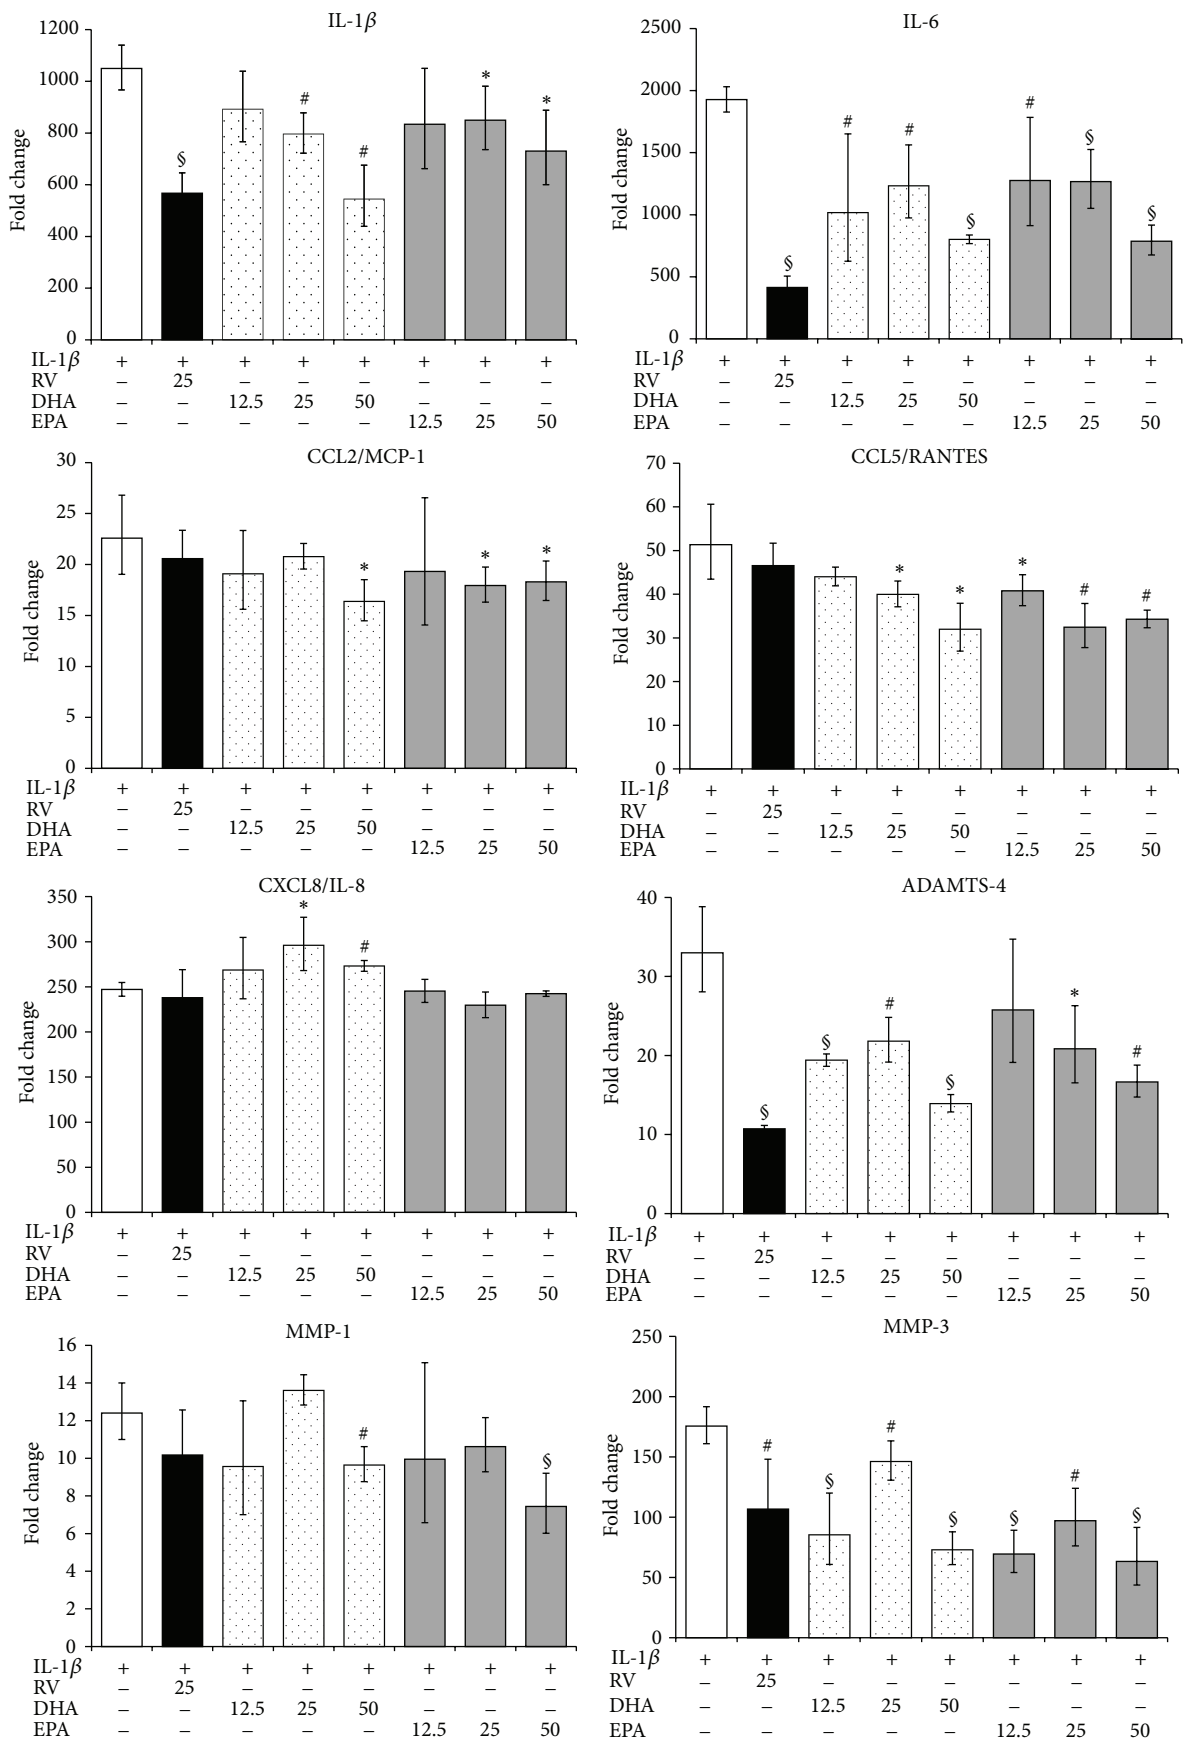 IL-1β
1200
1000
800
600
400
200
0
Fold change
§
#
#
*
*
IL-1β + + + + + + + +
RV – 25 – – – – – –
DHA – – 12.5 25 50 – – –
EPA – – – – – 12.5 25 50
IL-6
2500
2000
1500
1000
500
0
Fold change
§
#
#
§
#
§
§
IL-1β + + + + + + + +
RV – 25 – – – – – –
DHA – – 12.5 25 50 – – –
EPA – – – – – 12.5 25 50
CCL2/MCP-1
30
25
20
15
10
5
0
Fold change
*
*
*
IL-1β + + + + + + + +
RV – 25 – – – – – –
DHA – – 12.5 25 50 – – –
EPA – – – – – 12.5 25 50
CCL5/RANTES
70
60
50
40
30
20
10
0
Fold change
*
*
*
#
#
IL-1β + + + + + + + +
RV – 25 – – – – – –
DHA – – 12.5 25 50 – – –
EPA – – – – – 12.5 25 50
CXCL8/IL-8
350
300
250
200
150
100
50
0
Fold change
*
#
IL-1β + + + + + + + +
RV – 25 – – – – – –
DHA – – 12.5 25 50 – – –
EPA – – – – – 12.5 25 50
ADAMTS-4
40
30
20
10
0
Fold change
§
§
#
§
*
#
IL-1β + + + + + + + +
RV – 25 – – – – – –
DHA – – 12.5 25 50 – – –
EPA – – – – – 12.5 25 50
MMP-1
16
14
12
10
8
6
4
2
0
Fold change
#
§
IL-1β + + + + + + + +
RV – 25 – – – – – –
DHA – – 12.5 25 50 – – –
EPA – – – – – 12.5 25 50
MMP-3
250
200
150
100
50
0
Fold change
#
§
#
§
§
#
§
IL-1β + + + + + + + +
RV – 25 – – – – – –
DHA – – 12.5 25 50 – – –
EPA – – – – – 12.5 25 50